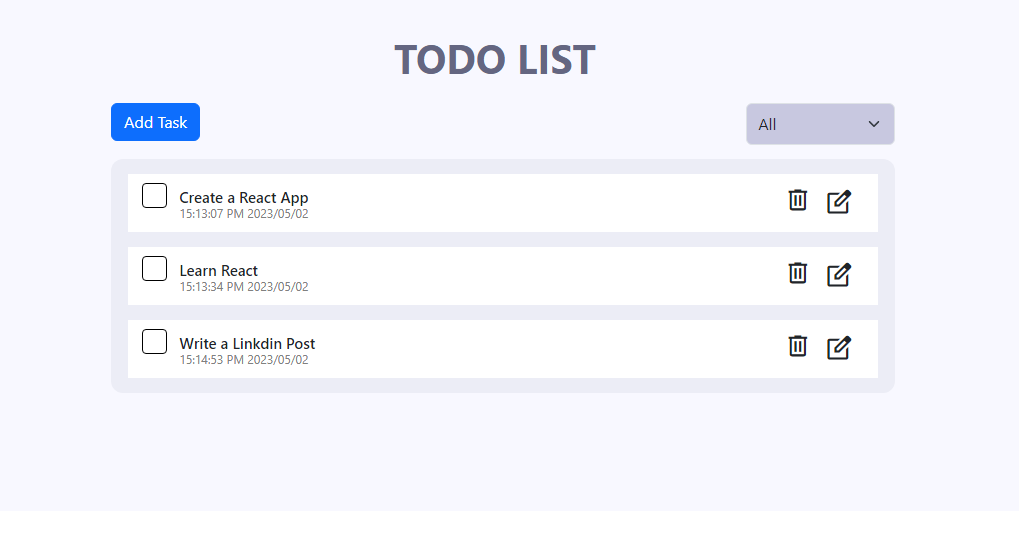 TODO LIST
Add Task
All
Create a React App
15:13:07 PM 2023/05/02
Learn React
15:13:34 PM 2023/05/02
Write a Linkdin Post
15:14:53 PM 2023/05/02